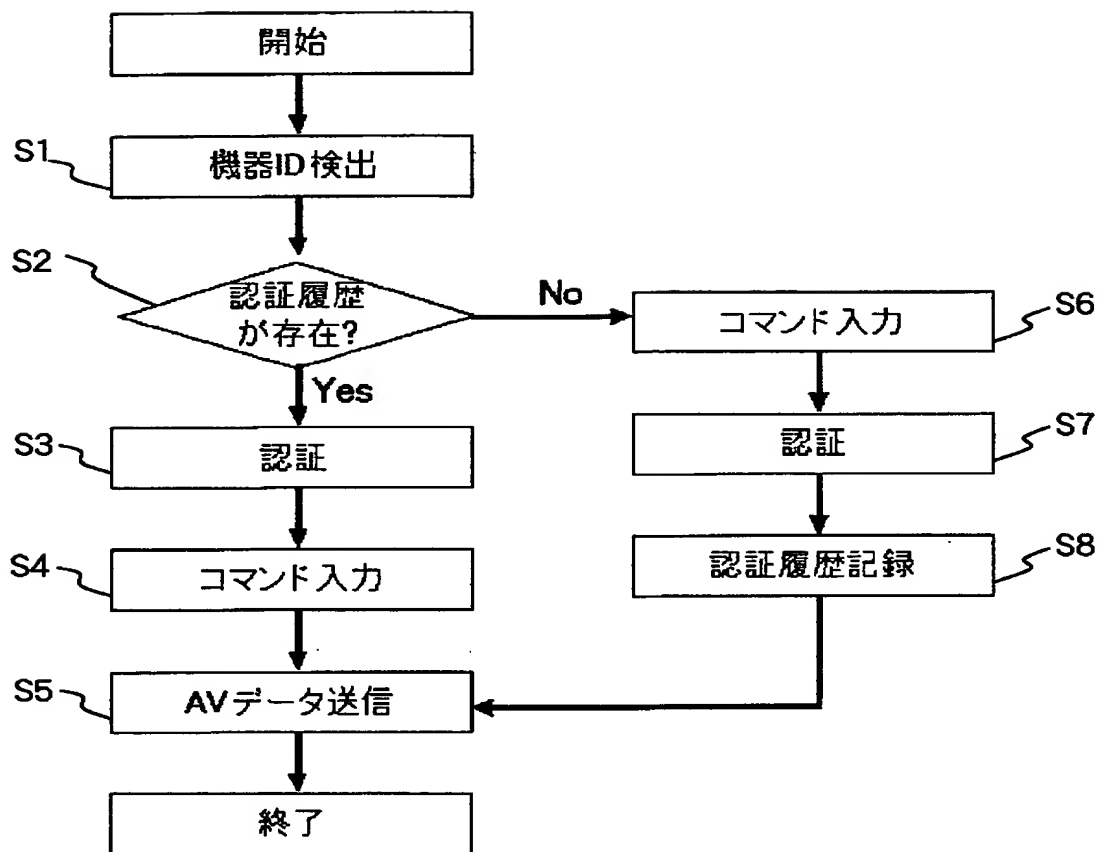 開始
S1
機器ID検出
S2
認証履歴
が存在?
No
Yes
S3
認証
S4
コマンド入力
S5
AVデータ送信
終了
S6
コマンド入力
S7
認証
S8
認証履歴記録